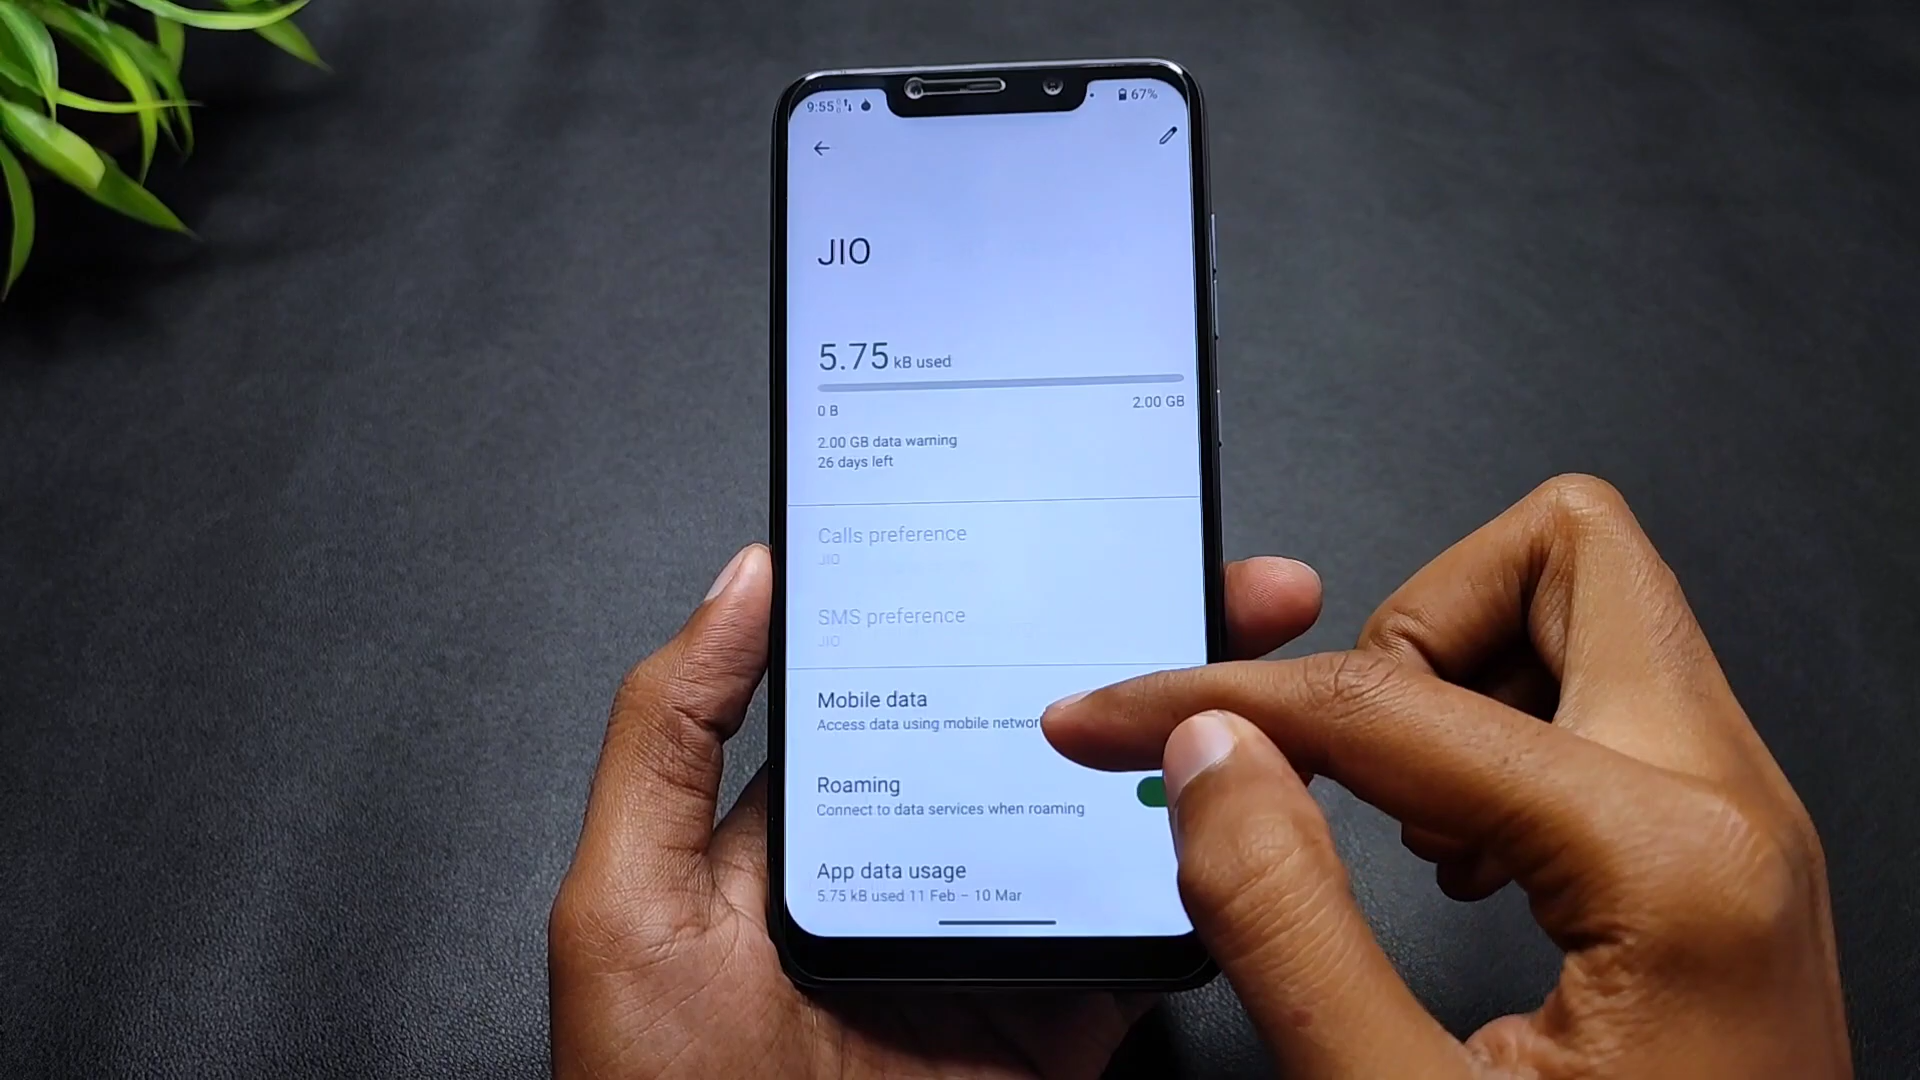 9:55
67%
JIO
5.75 kB used
0 B
2.00 GB
2.00 GB data warning
26 days left
Calls preference
JIO
SMS preference
JIO
Mobile data
Access data using mobile networ
Roaming
Connect to data services when roaming
App data usage
5.75 kB used 11 Feb – 10 Mar